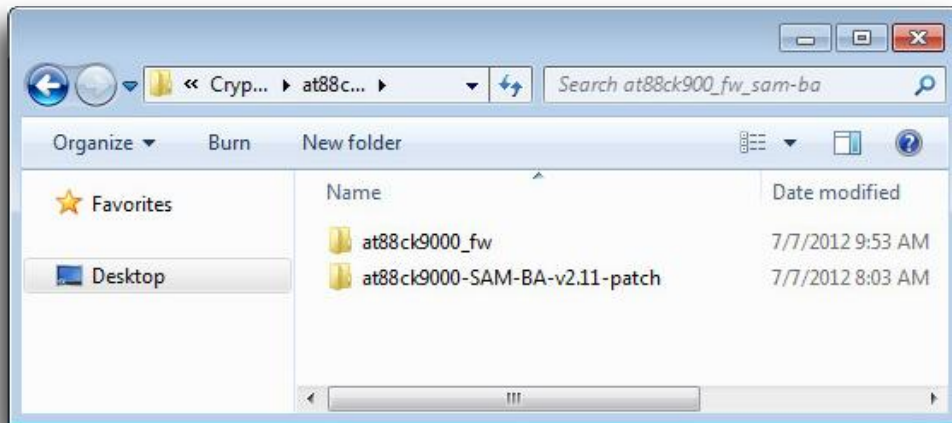 « Cryp... ▸ at88c... ▸ Search at88ck900_fw_sam-ba
Organize Burn New folder
Favorites
Desktop
Name Date modified
at88ck9000_fw 7/7/2012 9:53 AM
at88ck9000-SAM-BA-v2.11-patch 7/7/2012 8:03 AM